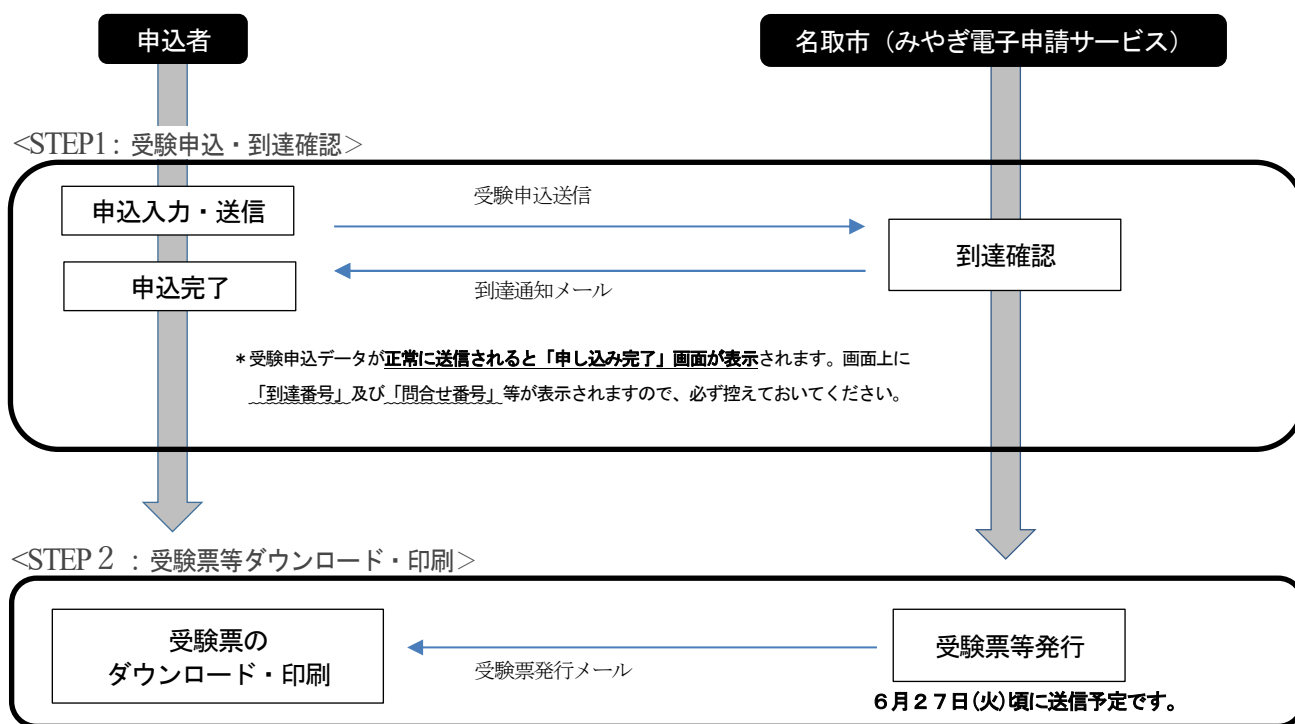 申込者
名取市（みやぎ電子申請サービス）
<STEP1：受験申込・到達確認>
申込入力・送信
受験申込送信
到達確認
申込完了
到達通知メール
＊受験申込データが正常に送信されると「申し込み完了」画面が表示されます。画面上に
「到達番号」及び「問合せ番号」等が表示されますので、必ず控えておいてください。
<STEP２：受験票等ダウンロード・印刷>
受験票の
ダウンロード・印刷
受験票発行メール
受験票等発行
６月２７日(火)頃に送信予定です。